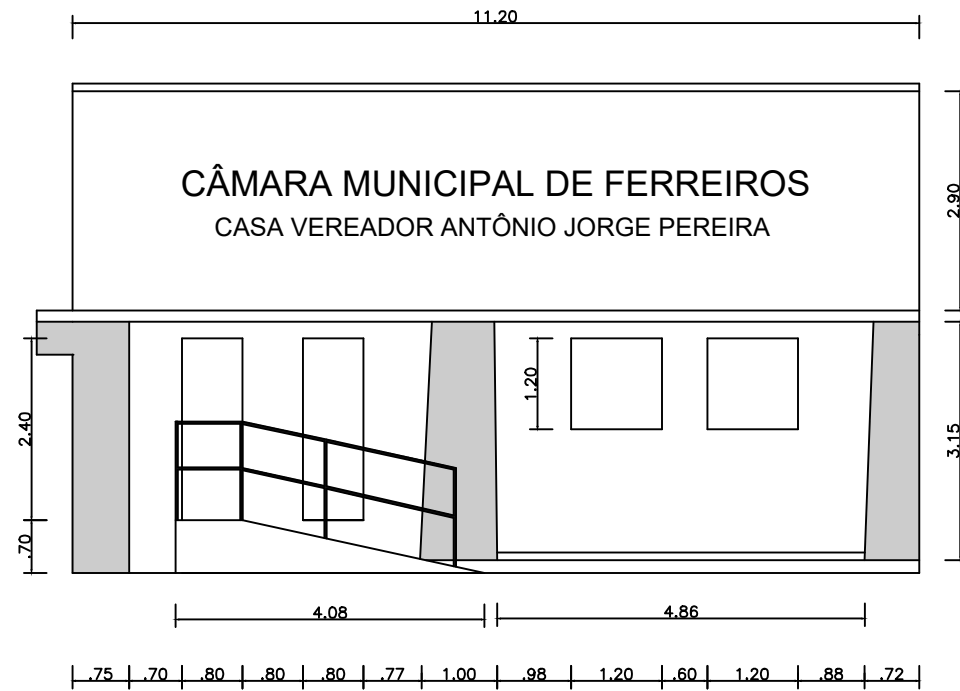 11.20
CÂMARA MUNICIPAL DE FERREIROS
CASA VEREADOR ANTÔNIO JORGE PEREIRA
2.90
1.20
2.40
3.15
.70
4.08
4.86
.75 .70 .80 .80 .80 .77 1.00 .98 1.20 .60 1.20 .88 .72